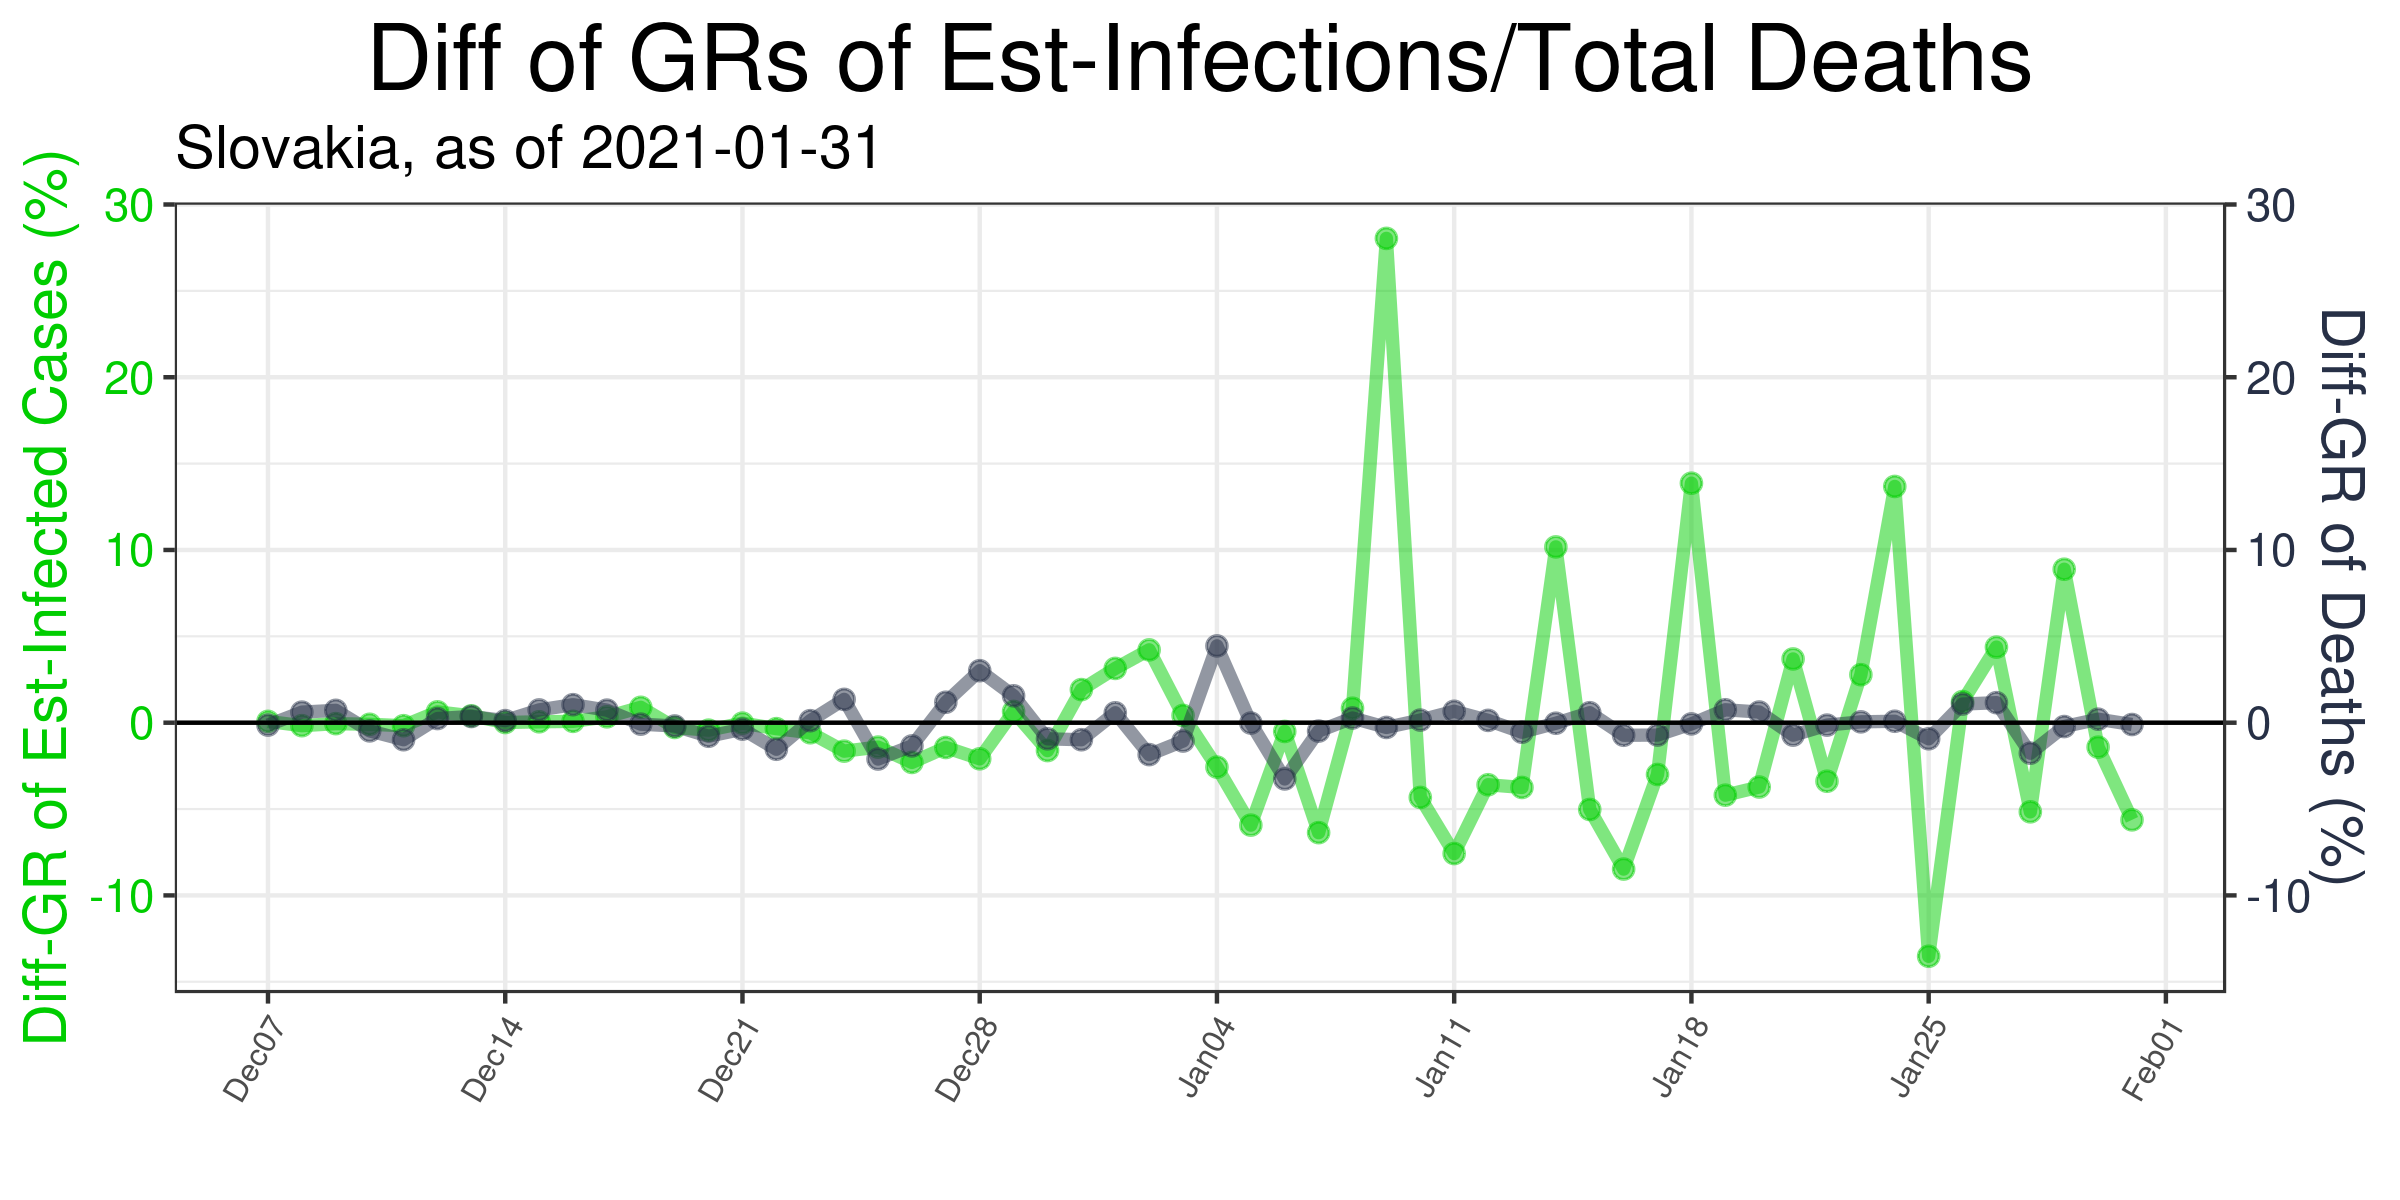 Diff of GRs of Est-Infections/Total Deaths
Slovakia, as of 2021-01-31
Diff-GR of Est-Infected Cases (%)
30
20
10
0
-10
30
20
10
0
-10
Diff-GR of Deaths (%)
Dec07
Dec14
Dec21
Dec28
Jan04
Jan11
Jan18
Jan25
Feb01